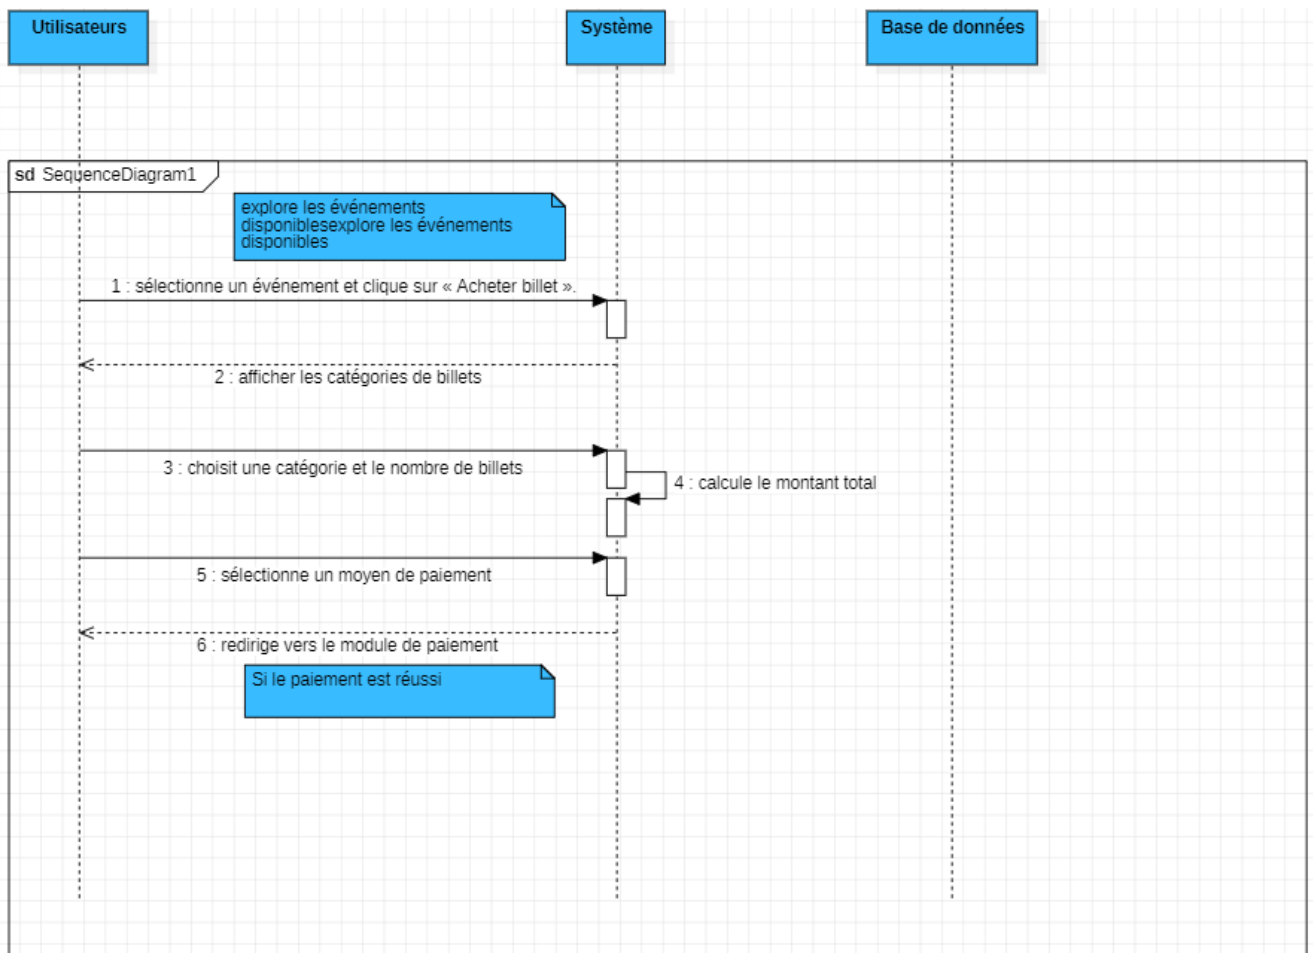 Utilisateurs
Système
Base de données
sd SequenceDiagram1
explore les événements
disponiblesexplore les événements
disponibles
1 : sélectionne un événement et clique sur « Acheter billet ».
2 : afficher les catégories de billets
3 : choisit une catégorie et le nombre de billets
4 : calcule le montant total
5 : sélectionne un moyen de paiement
6 : redirige vers le module de paiement
Si le paiement est réussi